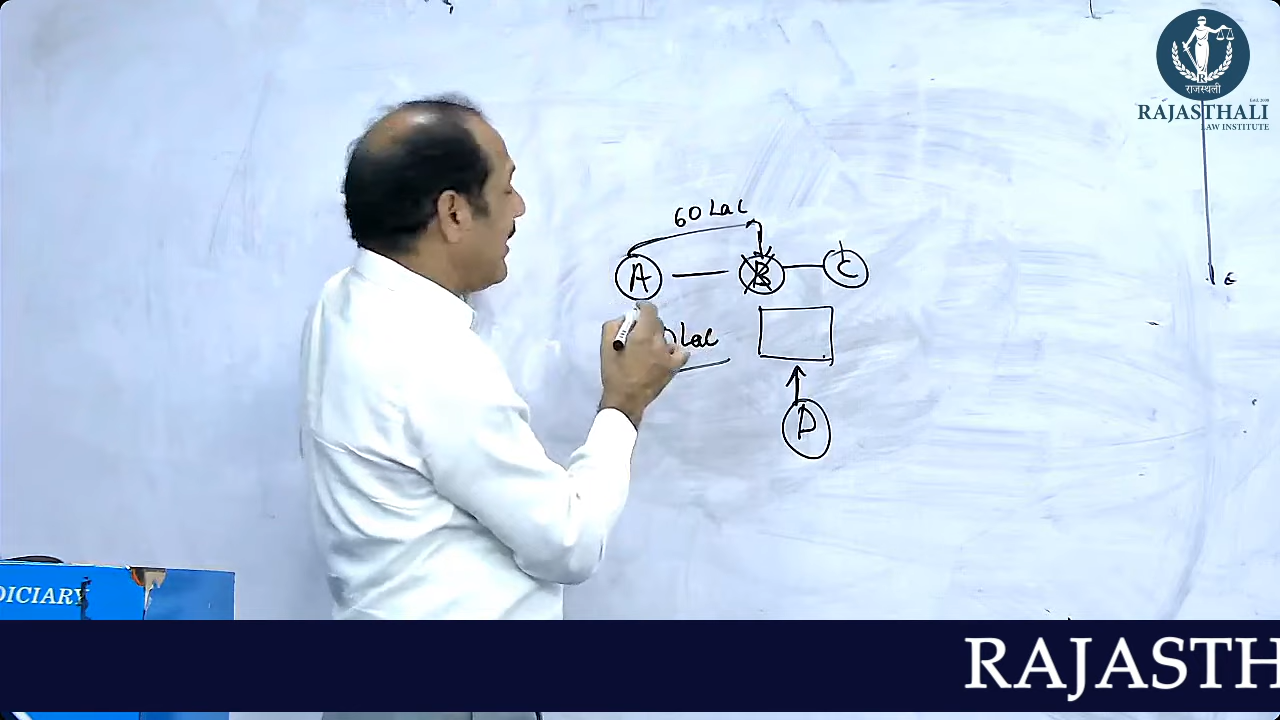 राजस्थली
RAJASTHALI
LAW INSTITUTE
60 Lac
A
B
C
Lac
D
E
DICIARY
RAJASTH